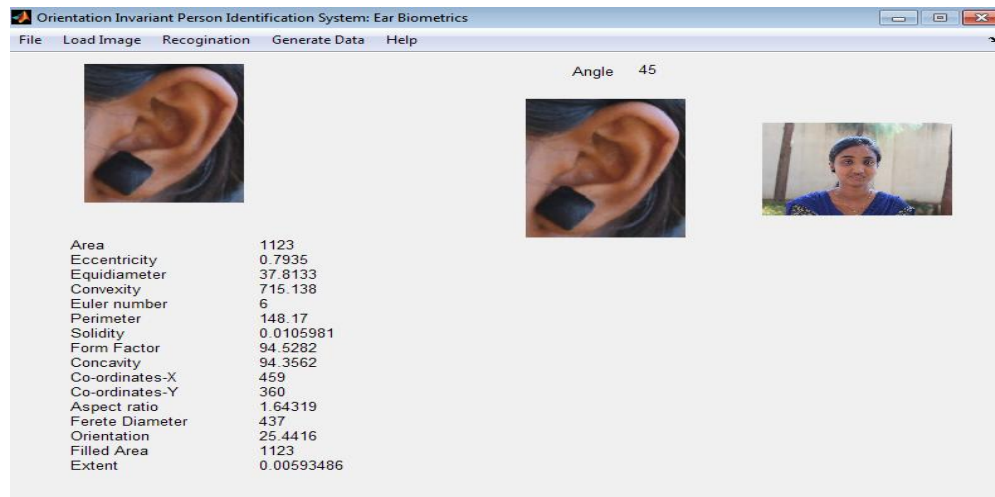 Orientation Invariant Person Identification System: Ear Biometrics
File Load Image Recogination Generate Data Help
Angle 45
Area 1123
Eccentricity 0.7935
Equidiameter 37.8133
Convexity 715.138
Euler number 6
Perimeter 148.17
Solidity 0.0105981
Form Factor 94.5282
Concavity 94.3562
Co-ordinates-X 459
Co-ordinates-Y 360
Aspect ratio 1.64319
Ferete Diameter 437
Orientation 25.4416
Filled Area 1123
Extent 0.00593486